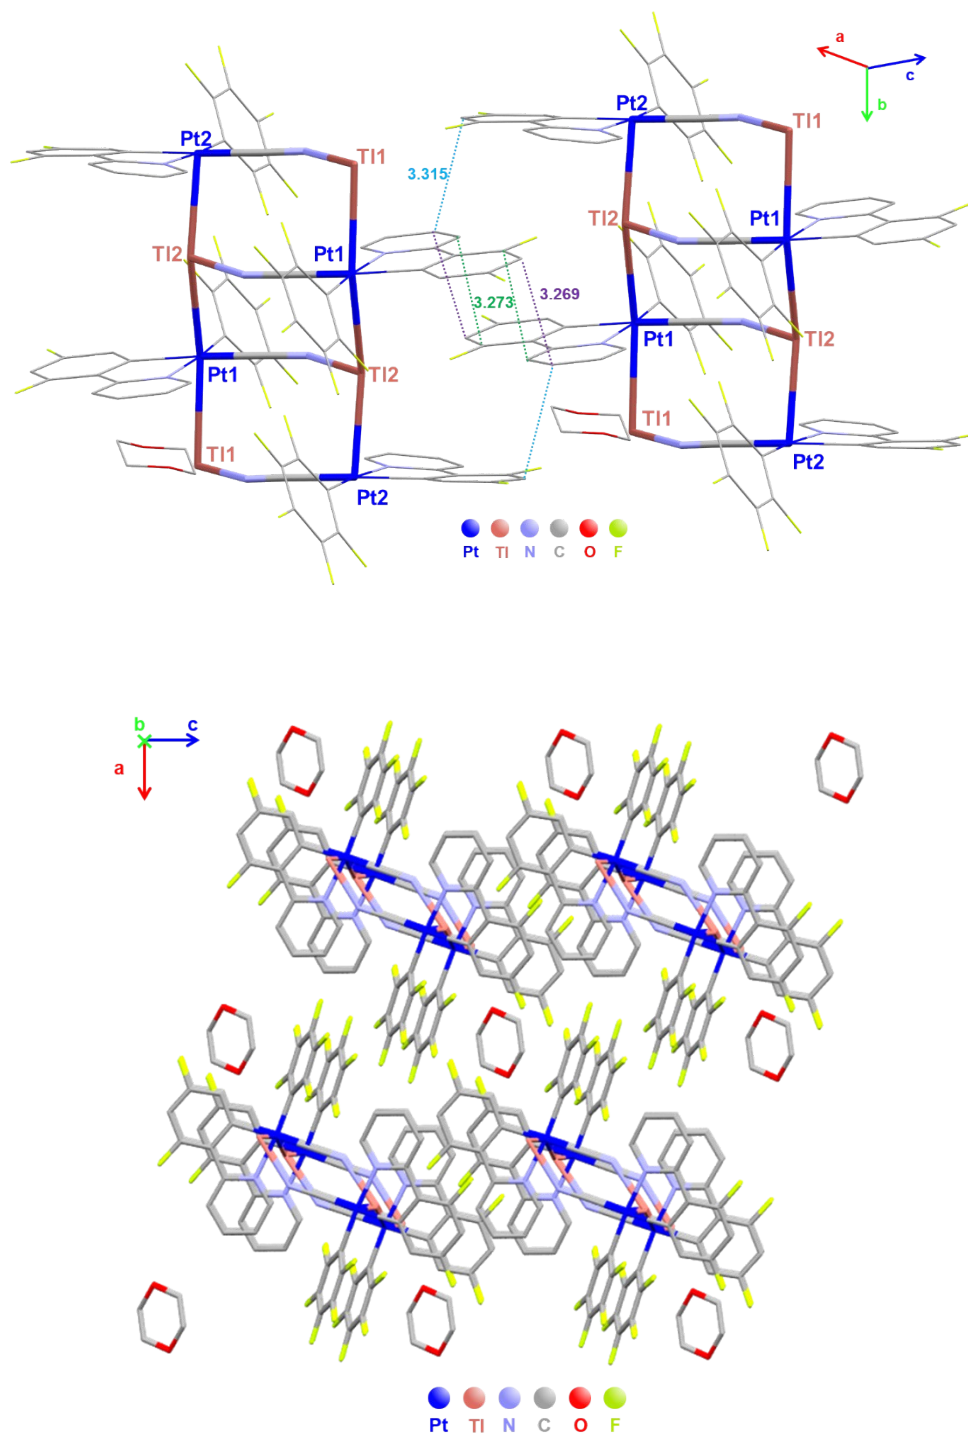 a
c
b
Pt2
Tl1
Pt2
Tl1
3.315
Tl2
Pt1
Tl2
Pt1
3.273
3.269
Pt1
Tl2
Pt1
Tl2
Tl1
Pt2
Tl1
Pt2
Pt Tl N C O F
b c
a
Pt Tl N C O F